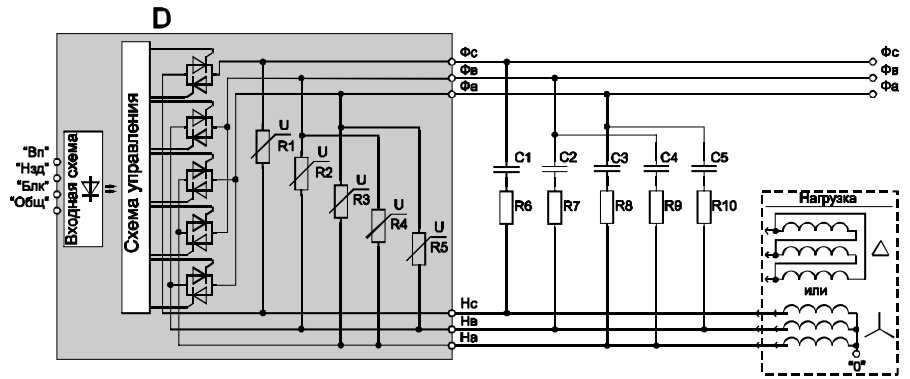 D
Фс
Фв
Фа
Фс
Фв
Фа
Схема управления
Входная схема
"Вп"
"Нзд"
"Блк"
"Общ"
U
R1
U
R2
U
R3
U
R4
U
R5
C1
C2
C3
C4
C5
R6
R7
R8
R9
R10
Нагрузка
или
Нс
Нв
На
"0"